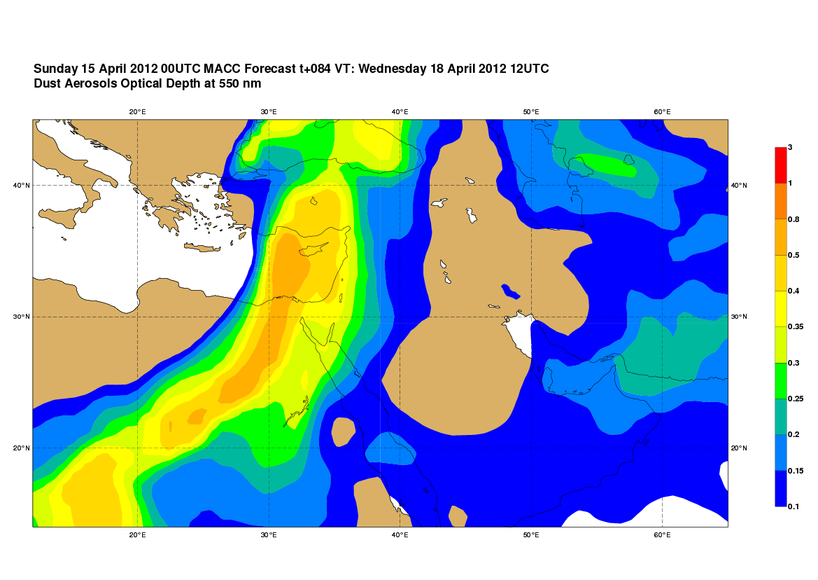 Sunday 15 April 2012 00UTC MACC Forecast t+084 VT: Wednesday 18 April 2012 12UTC
Dust Aerosols Optical Depth at 550 nm
20°E 30°E 40°E 50°E 60°E
3
40°N 40°N
1
0.8
0.5
0.4
30°N 30°N
0.35
0.3
0.25
0.2
20°N 20°N
0.15
0.1
20°E 30°E 40°E 50°E 60°E